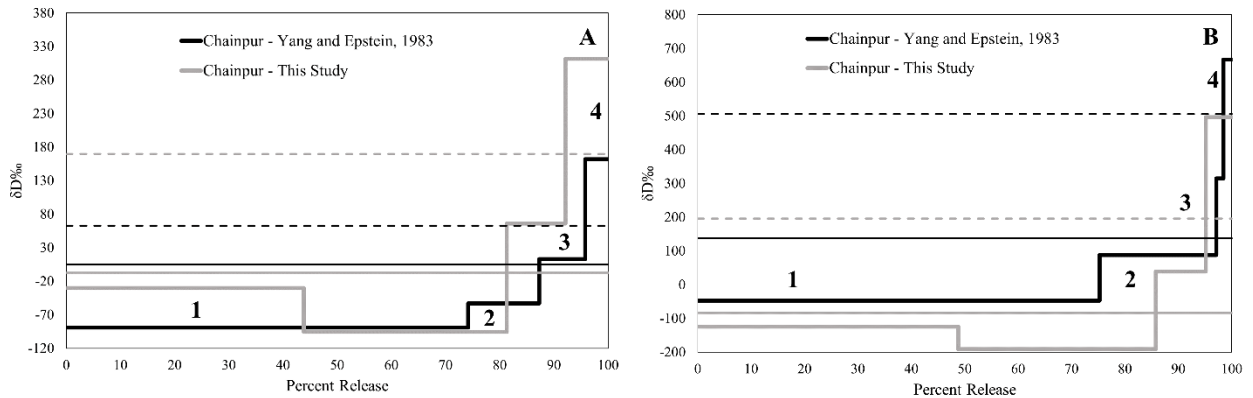 A
Chainpur - Yang and Epstein, 1983
Chainpur - This Study
380
330
280
230
180
130
80
30
-20
-70
-120
δD‰
1
2
3
4
0 10 20 30 40 50 60 70 80 90 100
Percent Release
B
Chainpur - Yang and Epstein, 1983
Chainpur - This Study
800
700
600
500
400
300
200
100
0
-100
-200
δD‰
1
2
3
4
0 10 20 30 40 50 60 70 80 90 100
Percent Release